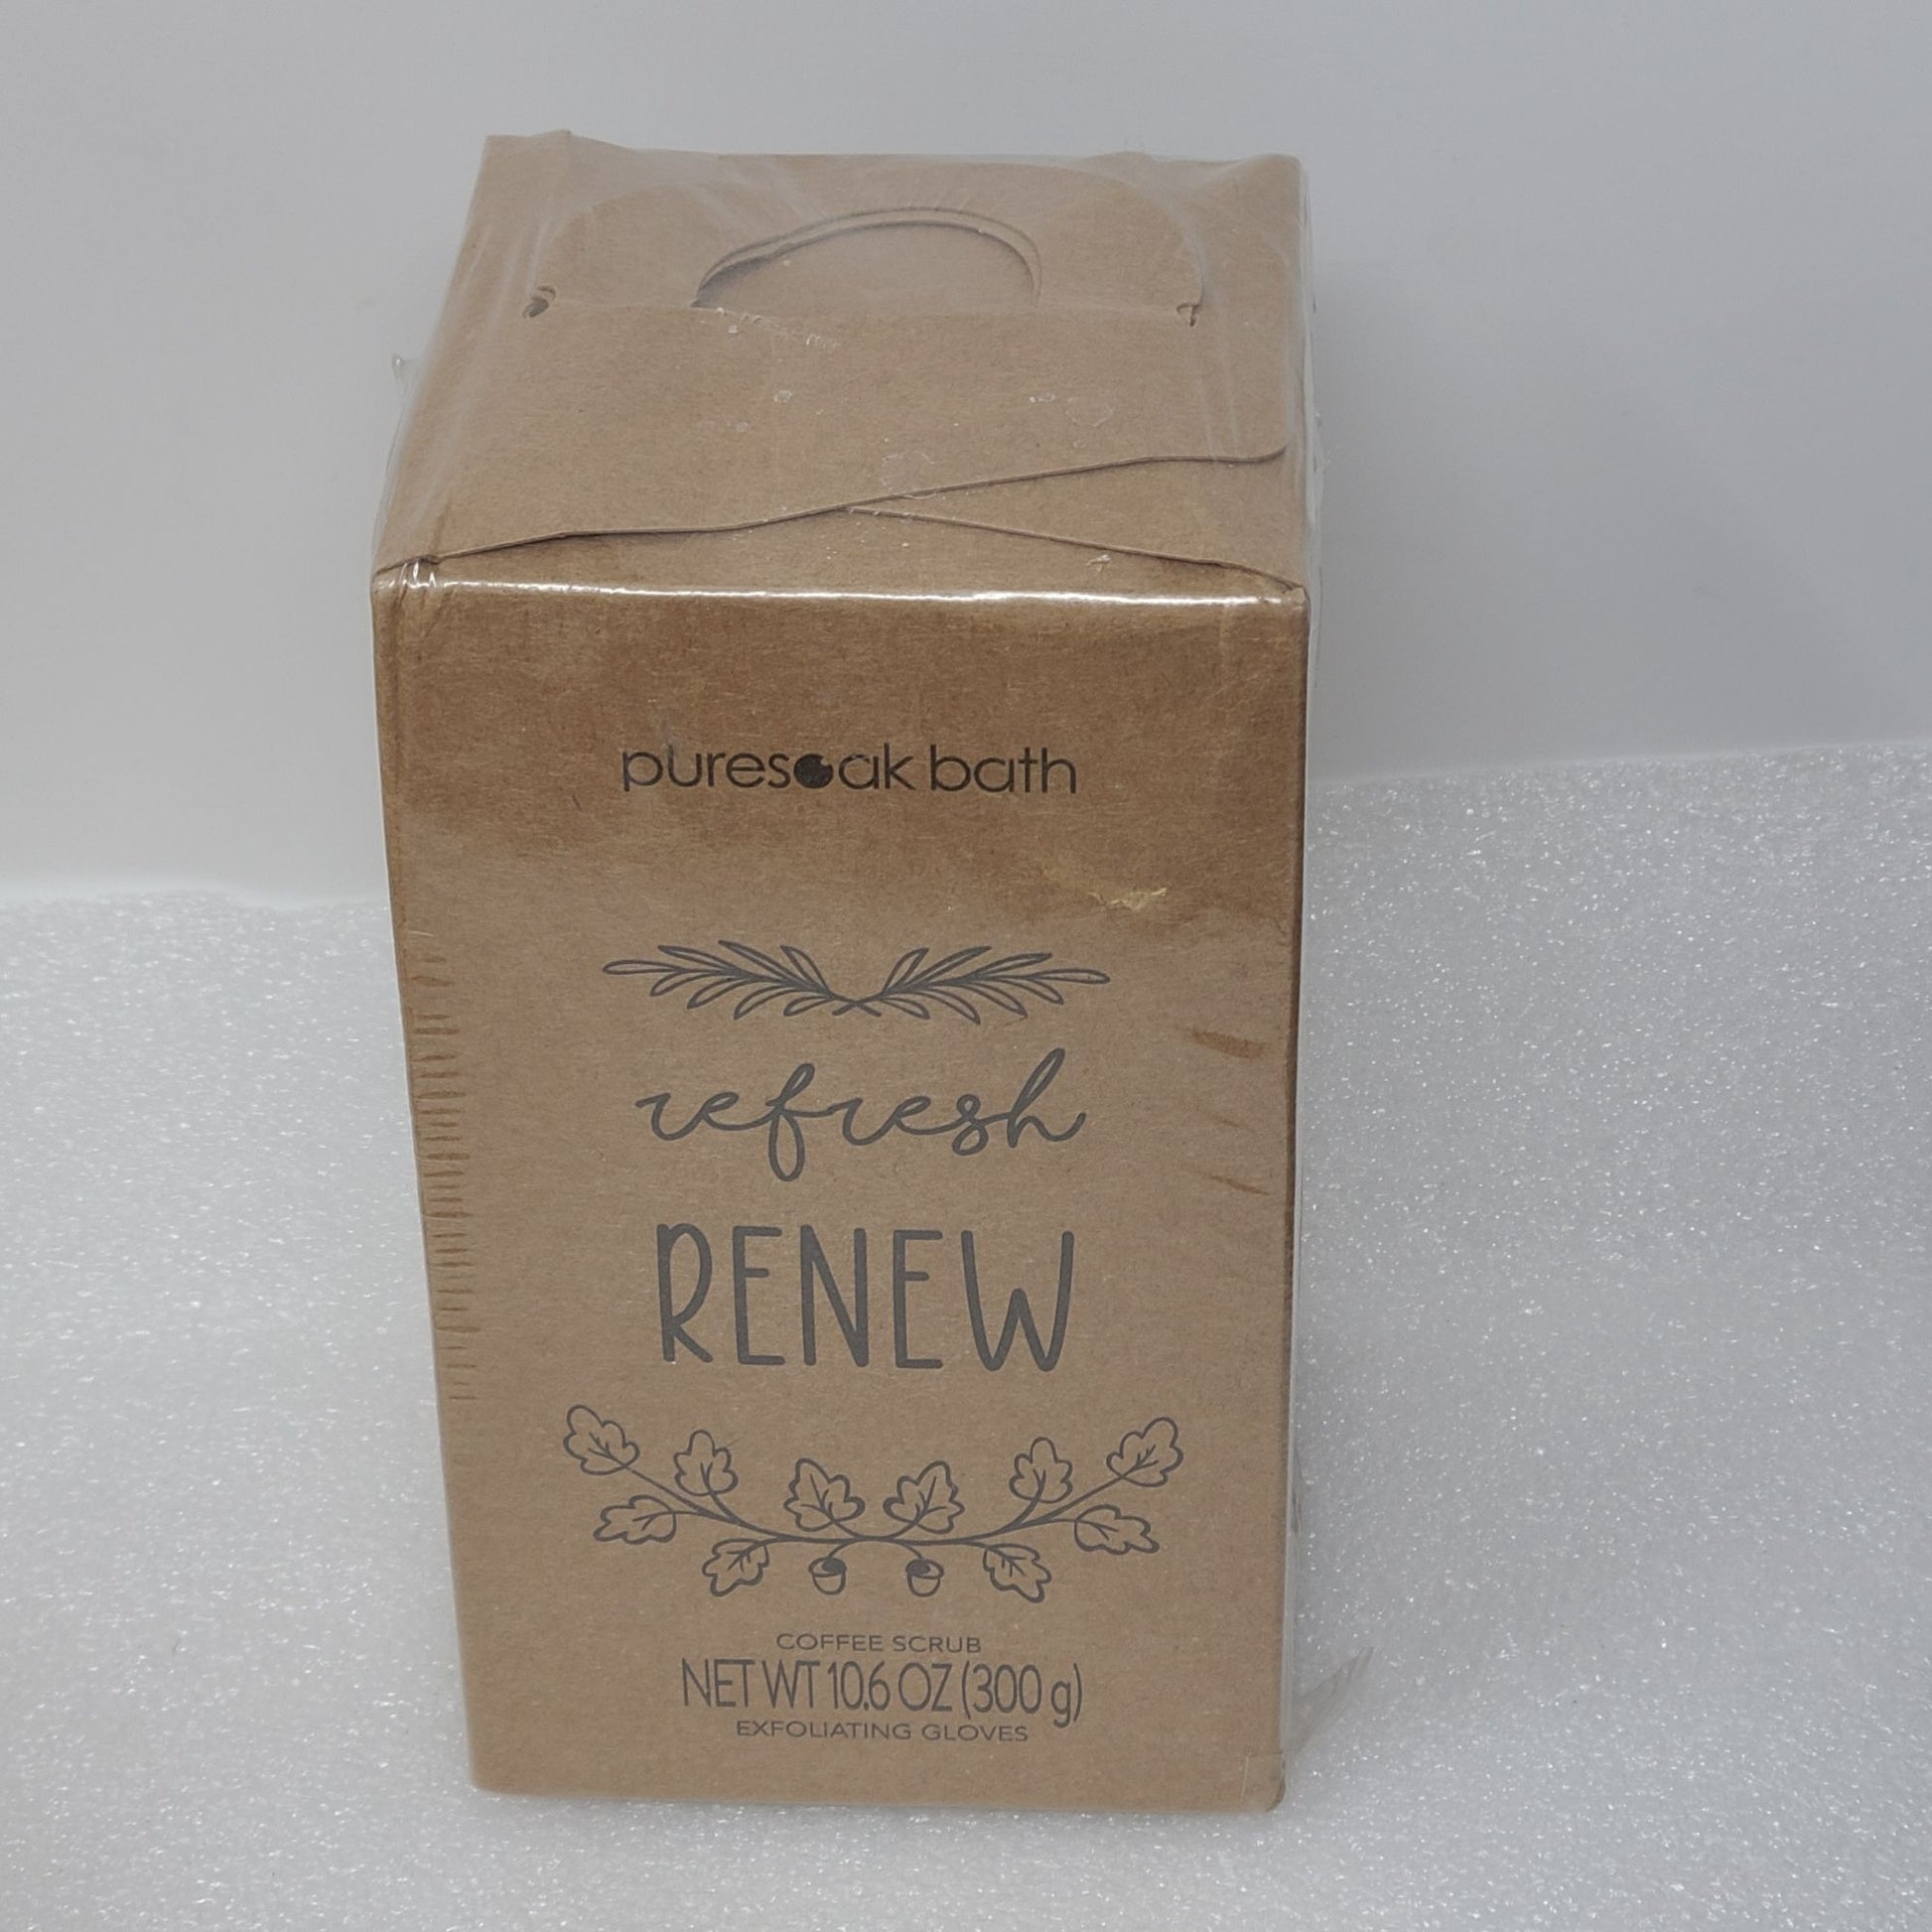 puresoak bath
refresh
RENEW
COFFEE SCRUB
NET WT 10.6 OZ (300 g)
EXFOLIATING GLOVES